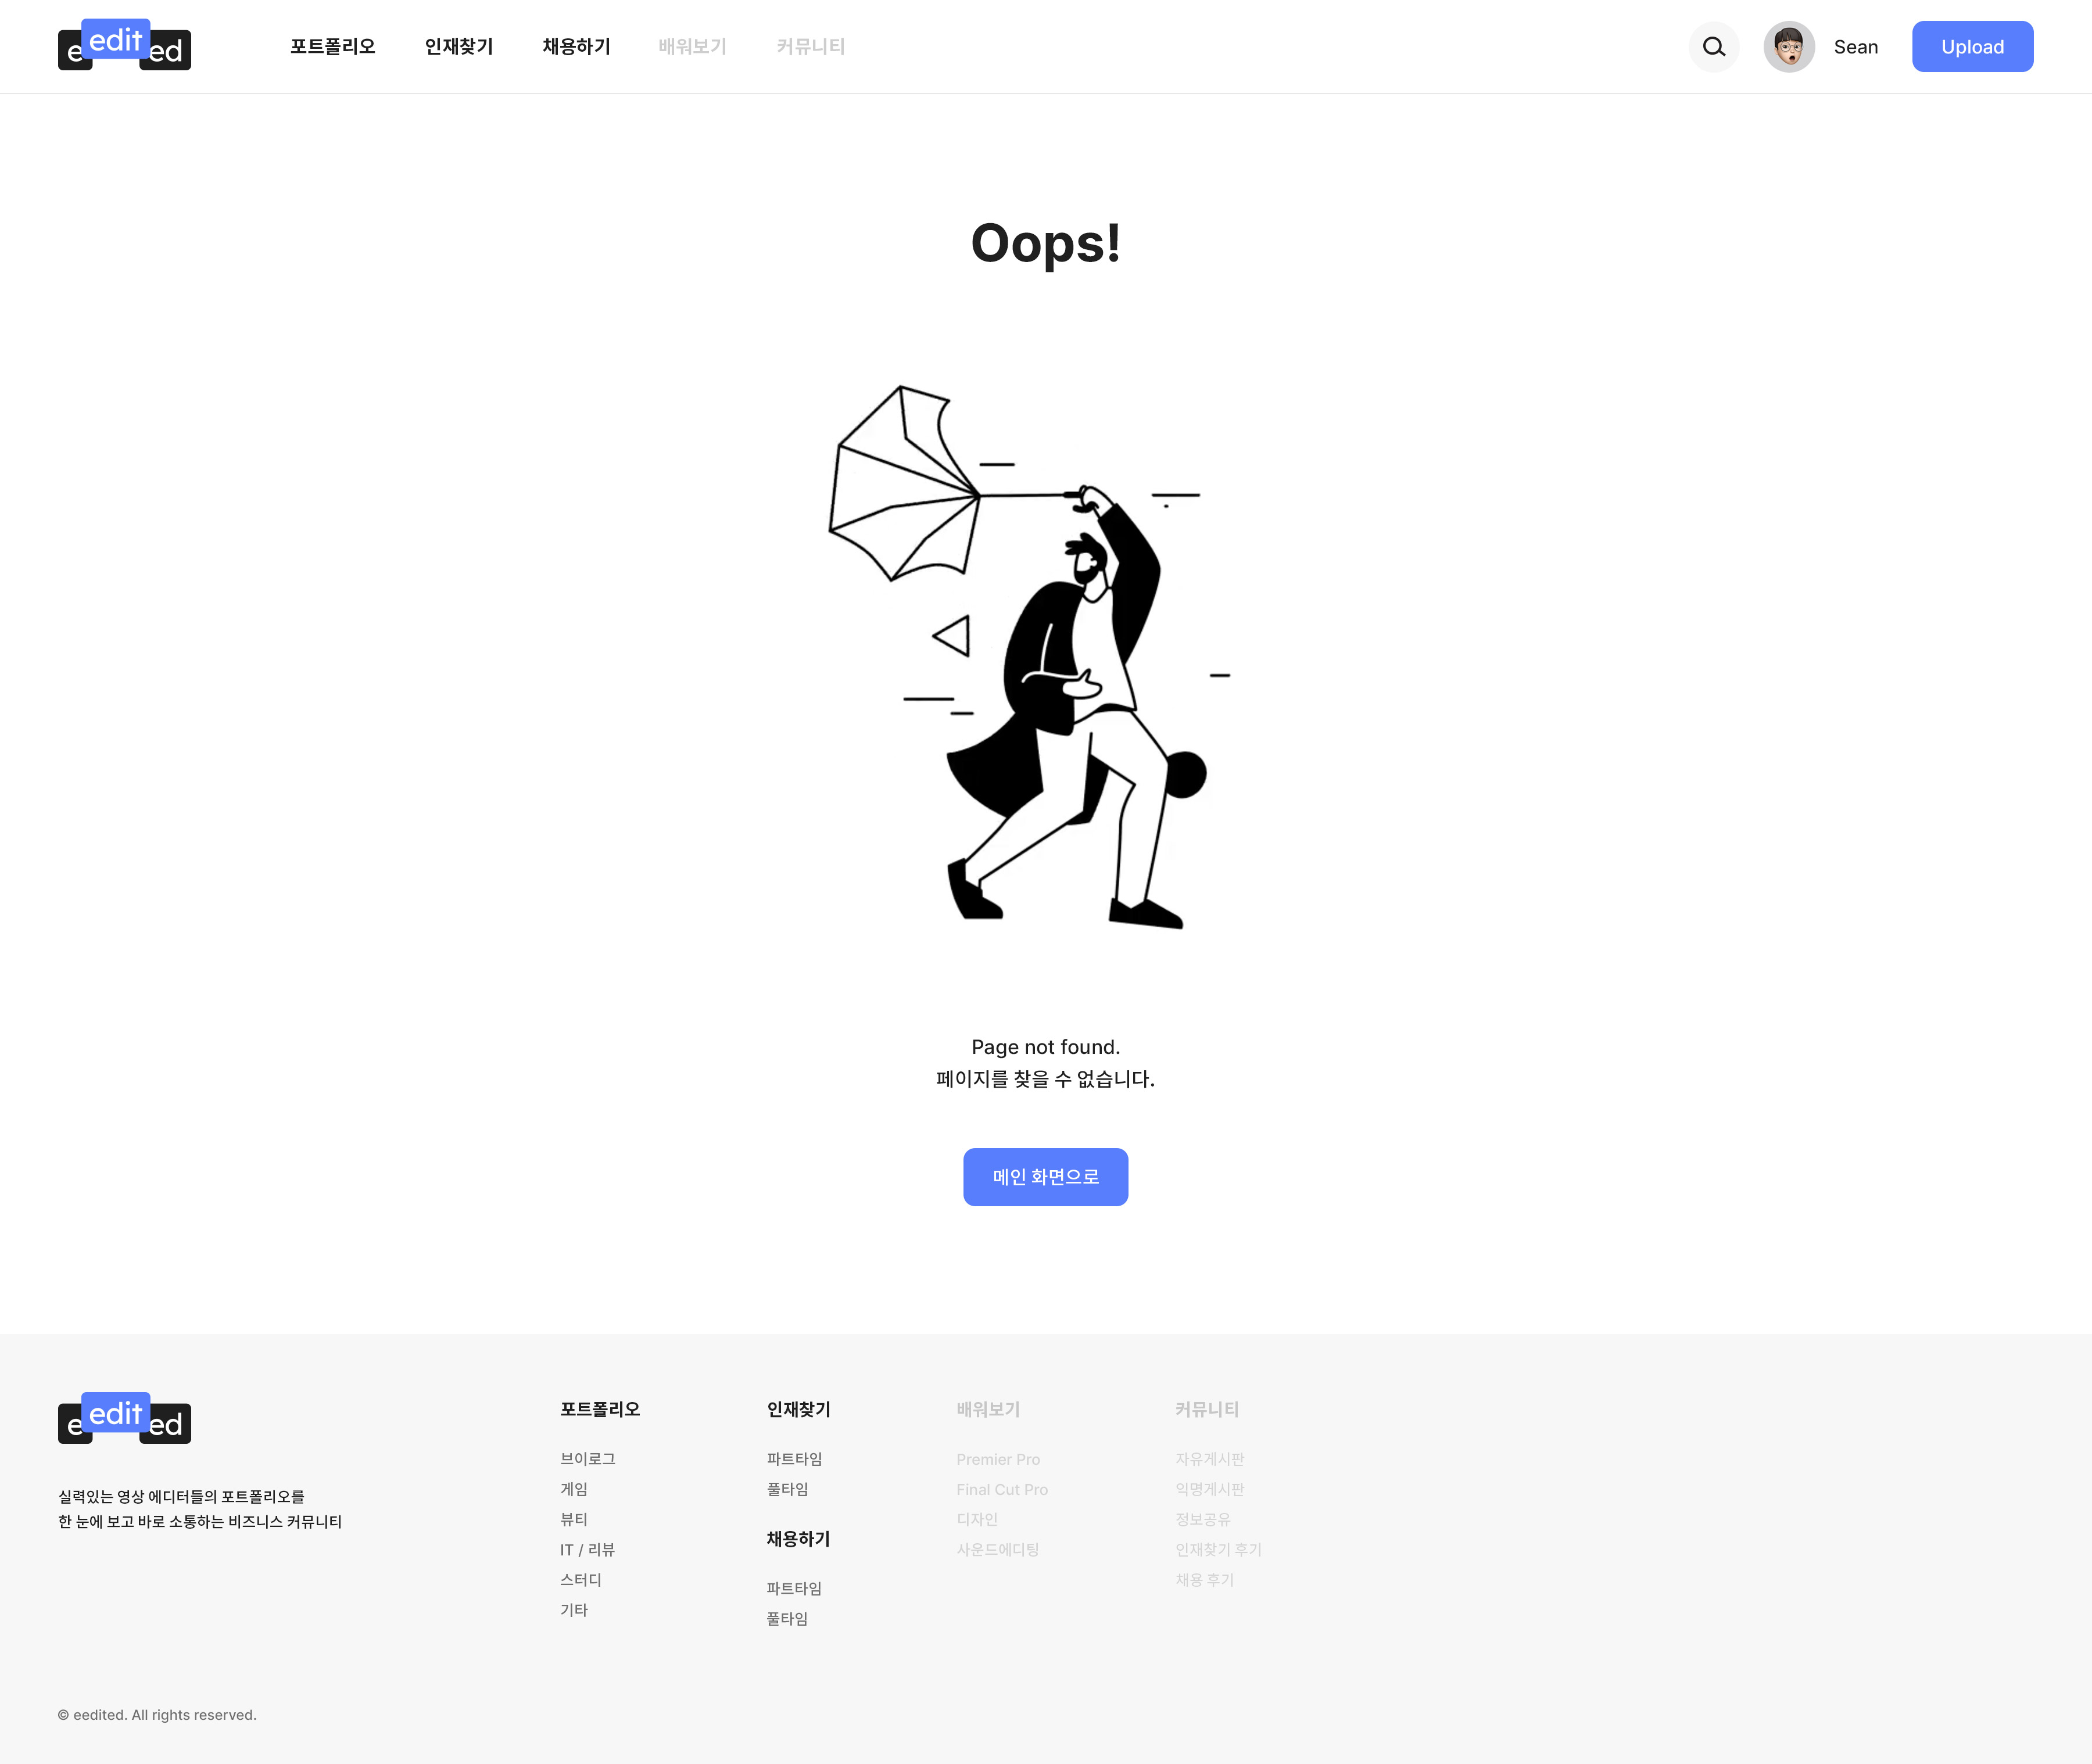 eedited
포트폴리오
인재찾기
채용하기
배워보기
커뮤니티
Sean
Upload
Oops!
Page not found.
페이지를 찾을 수 없습니다.
메인 화면으로
eedited
실력있는 영상 에디터들의 포트폴리오를
한 눈에 보고 바로 소통하는 비즈니스 커뮤니티
포트폴리오
브이로그
게임
뷰티
IT / 리뷰
스터디
기타
인재찾기
파트타임
풀타임
채용하기
파트타임
풀타임
배워보기
Premier Pro
Final Cut Pro
디자인
사운드에디팅
커뮤니티
자유게시판
익명게시판
정보공유
인재찾기 후기
채용 후기
© eedited. All rights reserved.